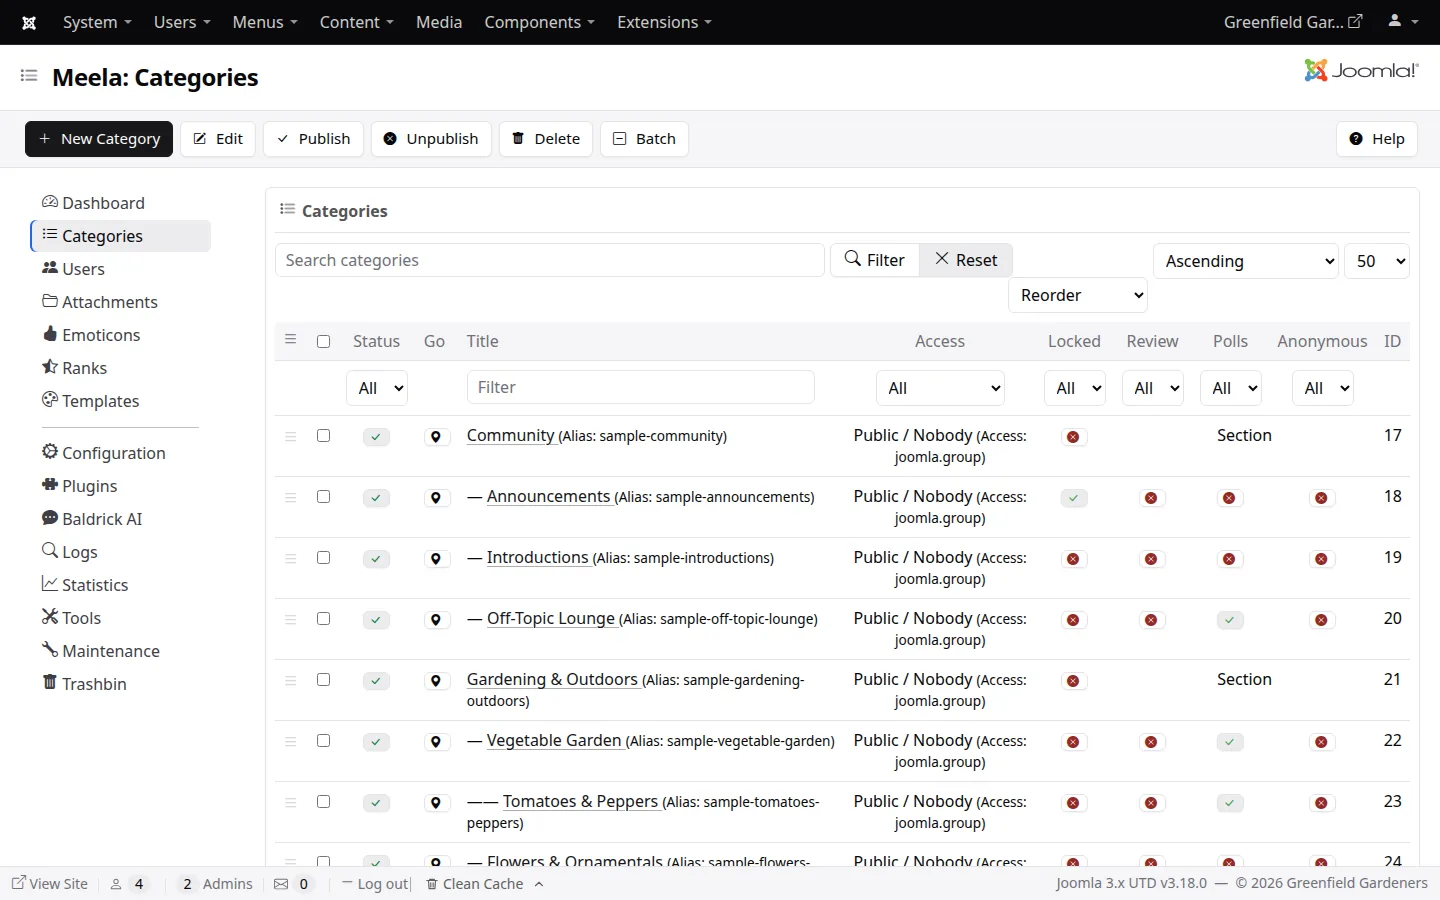 System Users Menus Content Media Components Extensions Greenfield Gar...
Meela: Categories Joomla!®
New Category Edit Publish Unpublish Delete Batch Help
Dashboard
Categories
Users
Attachments
Emoticons
Ranks
Templates
Configuration
Plugins
Baldrick AI
Logs
Statistics
Tools
Maintenance
Trashbin
Categories
Search categories Filter Reset Ascending 50
Reorder
Status Go Title Access Locked Review Polls Anonymous ID
All Filter All All All All All
Community (Alias: sample-community) Public / Nobody (Access: Section 17
joomla.group)
— Announcements (Alias: sample-announcements) Public / Nobody (Access: 18
joomla.group)
— Introductions (Alias: sample-introductions) Public / Nobody (Access: 19
joomla.group)
— Off-Topic Lounge (Alias: sample-off-topic-lounge) Public / Nobody (Access: 20
joomla.group)
Gardening & Outdoors (Alias: sample-gardening- Public / Nobody (Access: Section 21
outdoors) joomla.group)
— Vegetable Garden (Alias: sample-vegetable-garden) Public / Nobody (Access: 22
joomla.group)
—— Tomatoes & Peppers (Alias: sample-tomatoes- Public / Nobody (Access: 23
peppers) joomla.group)
— Flowers & Ornamentals (Alias: sample-flowers- Public / Nobody (Access: 24
View Site 4 2 Admins 0 Log out Clean Cache Joomla 3.x UTD v3.18.0 — © 2026 Greenfield Gardeners